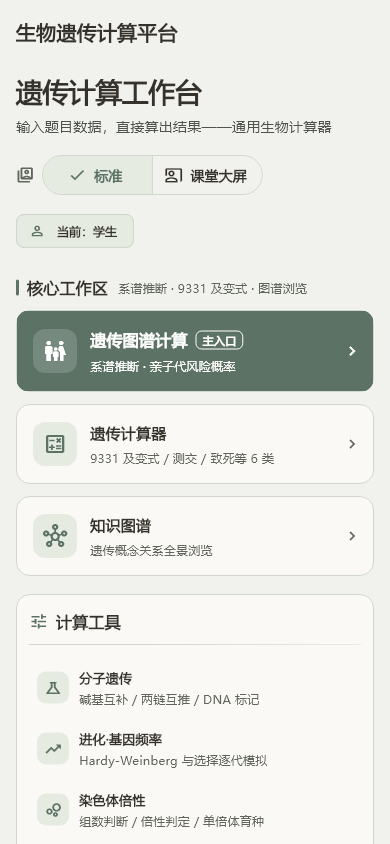 生物遗传计算平台
遗传计算工作台
输入题目数据，直接算出结果——通用生物计算器
标准
课堂大屏
当前：学生
核心工作区 系谱推断 · 9331 及变式 · 图谱浏览
遗传图谱计算 主入口
系谱推断 · 亲子代风险概率
遗传计算器
9331 及变式 / 测交 / 致死等 6 类
知识图谱
遗传概念关系全景浏览
计算工具
分子遗传
碱基互补 / 两链互推 / DNA 标记
进化·基因频率
Hardy-Weinberg 与选择逐代模拟
染色体倍性
组数判断 / 倍性判定 / 单倍体育种